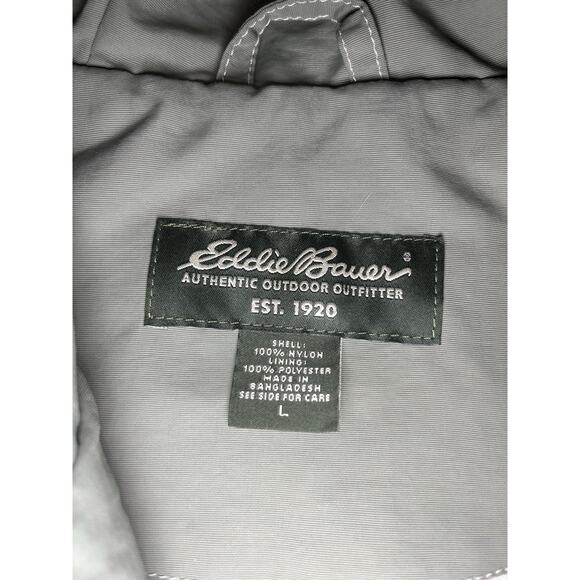 Eddie Bauer®
AUTHENTIC OUTDOOR OUTFITTER
EST. 1920
SHELL:
100% NYLON
LINING:
100% POLYESTER
MADE IN
BANGLADESH
SEE SIDE FOR CARE
L